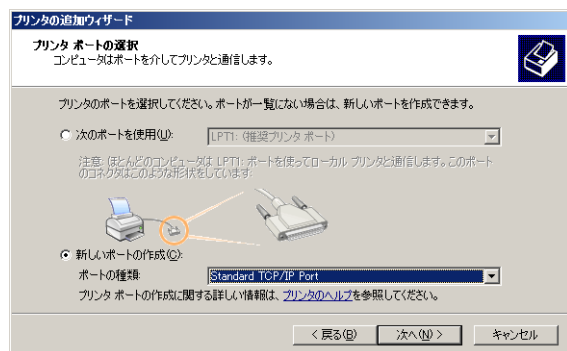 プリンタの追加ウィザード
プリンタ ポートの選択
コンピュータはポートを介してプリンタと通信します。
プリンタのポートを選択してください。ポートが一覧にない場合は、新しいポートを作成できます。
次のポートを使用(U):
LPT1: (推奨プリンタ ポート)
注意: ほとんどのコンピュータは LPT1: ポートを使ってローカル プリンタと通信します。このポート
のコネクタはこのような形状をしています:
新しいポートの作成(C):
ポートの種類:
Standard TCP/IP Port
プリンタ ポートの作成に関する詳しい情報は、プリンタのヘルプを参照してください。
< 戻る(B)
次へ(N) >
キャンセル